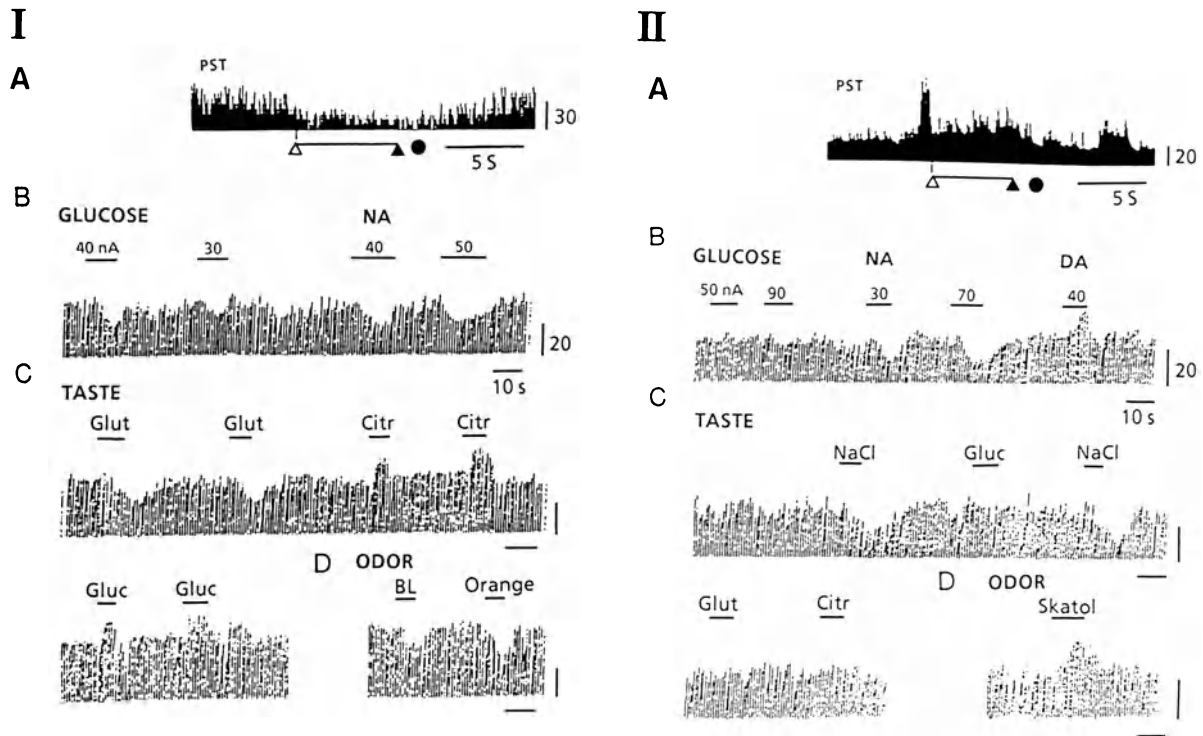 I
A
PST
30
5 S
B
GLUCOSE NA
40 nA 30 40 50
20
10 s
C
TASTE
Glut Glut Citr Citr
D ODOR
Gluc Gluc BL Orange
II
A
PST
20
5 S
B
GLUCOSE NA DA
50 nA 90 30 70 40
20
10 s
C
TASTE
NaCl Gluc NaCl
D ODOR
Glut Citr Skatol